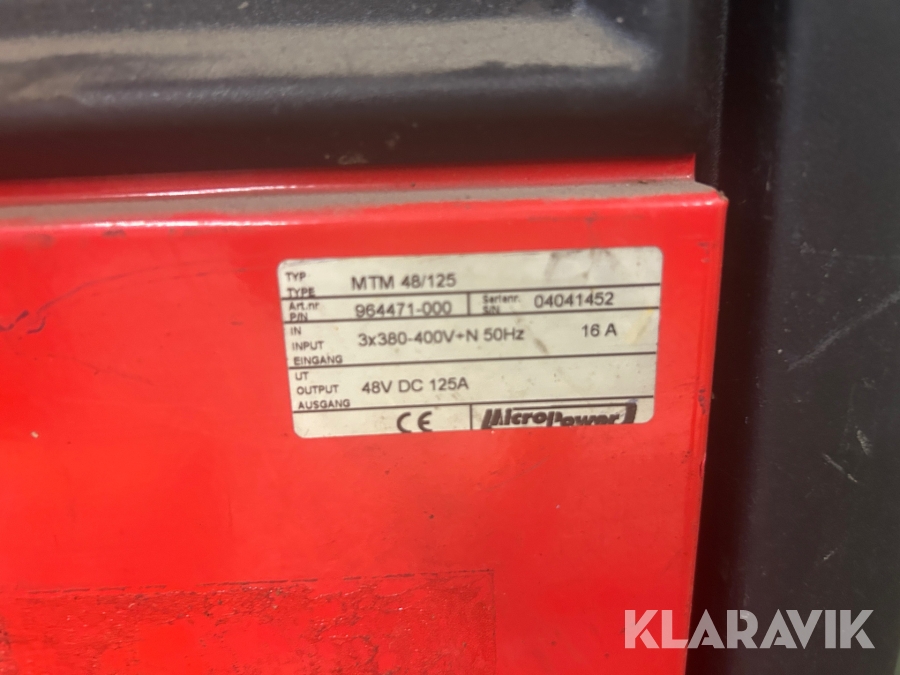 TYP MTM 48/125
TYPE
Art.nr 964471-000 Serienr. 04041452
P/N S/N
IN 3x380-400V+N 50Hz 16 A
INPUT
EINGANG
UT
OUTPUT 48V DC 125A
AUSGANG
CE MicroPower
KLARAVIK